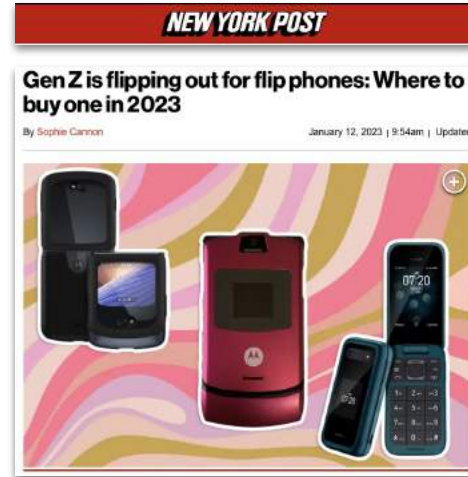 NEW YORK POST
Gen Z is flipping out for flip phones: Where to
buy one in 2023
By Sophie Cannon
January 12, 2023 | 9:54am | Updated
07:20